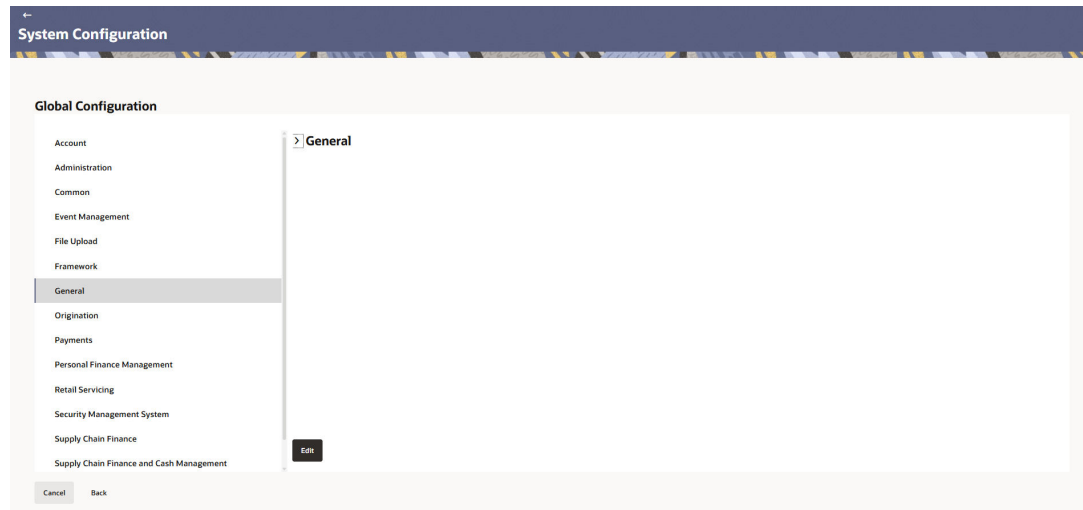 ←
System Configuration
Global Configuration
Account
Administration
Common
Event Management
File Upload
Framework
General
Origination
Payments
Personal Finance Management
Retail Servicing
Security Management System
Supply Chain Finance
Supply Chain Finance and Cash Management
> General
Edit
Cancel Back